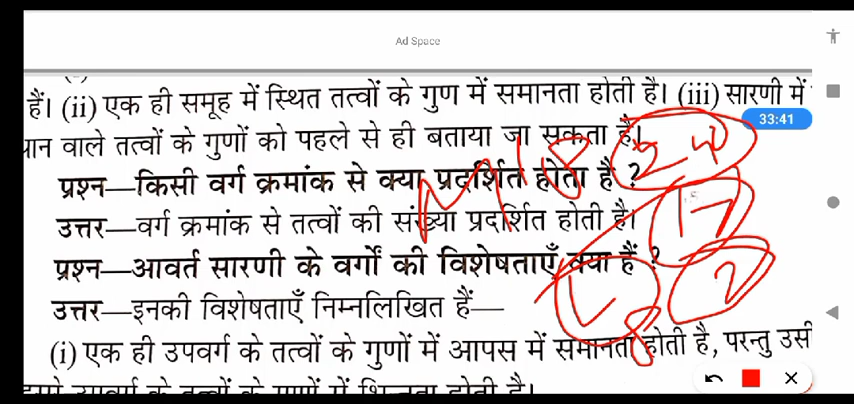 Ad Space
हैं। (ii) एक ही समूह में स्थित तत्वों के गुण में समानता होती है। (iii) सारणी में
33:41
वाले तत्वों के गुणों को पहले से ही बताया जा सकता है।
प्रश्न—किसी वर्ग क्रमांक से क्या प्रदर्शित होता है ?
उत्तर—वर्ग क्रमांक से तत्वों की संख्या प्रदर्शित होती है।
प्रश्न—आवर्त सारणी के वर्गों की विशेषताएँ क्या हैं ?
उत्तर—इनकी विशेषताएँ निम्नलिखित हैं—
(i) एक ही उपवर्ग के तत्वों के गुणों में आपस में समानता होती है, परन्तु उसी